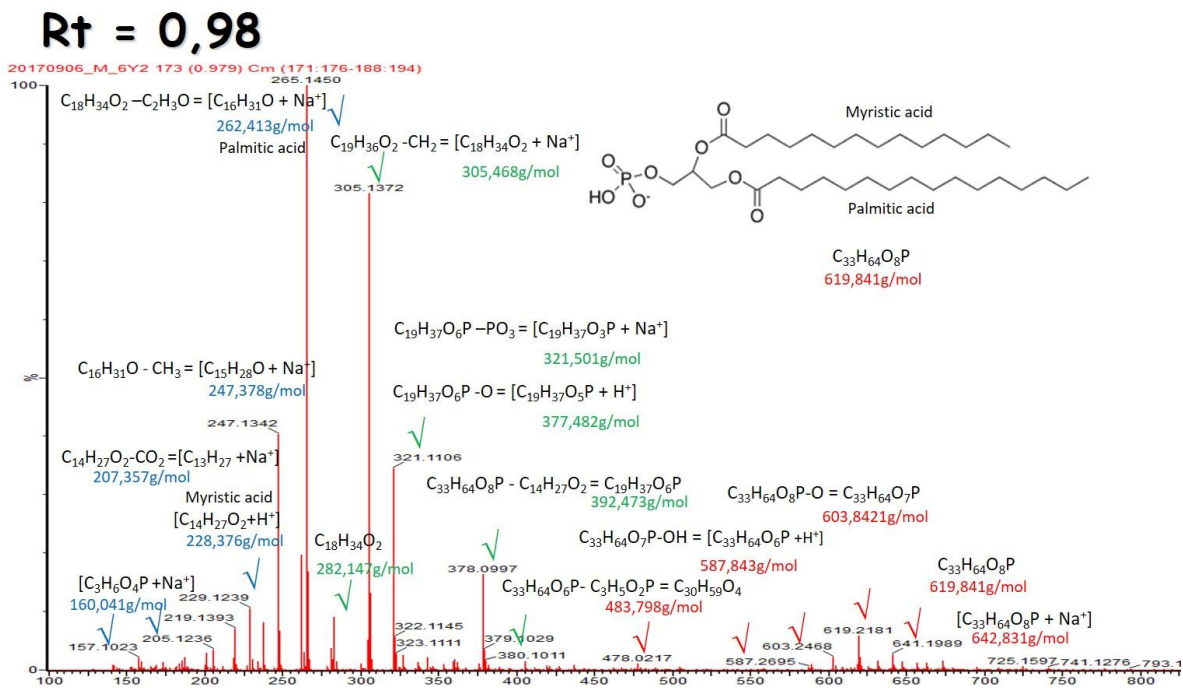 Rt = 0,98
20170906_M_6Y2 173 (0.979) Cm (171:176-188:194)
100
265.1450
C₁₈H₃₄O₂ –C₂H₃O = [C₁₆H₃₁O + Na⁺]
262,413g/mol
Palmitic acid
C₁₉H₃₆O₂ -CH₂ = [C₁₈H₃₄O₂ + Na⁺]
305,468g/mol
305.1372
Myristic acid
O
O
O P O
HO O⁻
O
O
Palmitic acid
C₃₃H₆₄O₈P
619,841g/mol
C₁₉H₃₇O₆P –PO₃ = [C₁₉H₃₇O₃P + Na⁺]
321,501g/mol
C₁₆H₃₁O - CH₃ = [C₁₅H₂₈O + Na⁺]
247,378g/mol
%
C₁₉H₃₇O₆P -O = [C₁₉H₃₇O₅P + H⁺]
377,482g/mol
247.1342
C₁₄H₂₇O₂-CO₂ =[C₁₃H₂₇ +Na⁺]
207,357g/mol
321.1106
Myristic acid
[C₁₄H₂₇O₂+H⁺]
228,376g/mol
C₃₃H₆₄O₈P - C₁₄H₂₇O₂ = C₁₉H₃₇O₆P
392,473g/mol
C₃₃H₆₄O₈P-O = C₃₃H₆₄O₇P
603,8421g/mol
C₁₈H₃₄O₂
282,147g/mol
C₃₃H₆₄O₇P-OH = [C₃₃H₆₄O₆P +H⁺]
587,843g/mol
378.0997
[C₃H₆O₄P +Na⁺]
160,041g/mol
C₃₃H₆₄O₆P- C₃H₅O₂P = C₃₀H₅₉O₄
483,798g/mol
C₃₃H₆₄O₈P
619,841g/mol
[C₃₃H₆₄O₈P + Na⁺]
642,831g/mol
229.1239
219.1393
205.1236
157.1023
322.1145
323.1111
379.1029
380.1011
478.0217
587.2695
603.2468
619.2181
641.1989
725.1597
741.1276
793.1
0
100 150 200 250 300 350 400 450 500 550 600 650 700 750 800